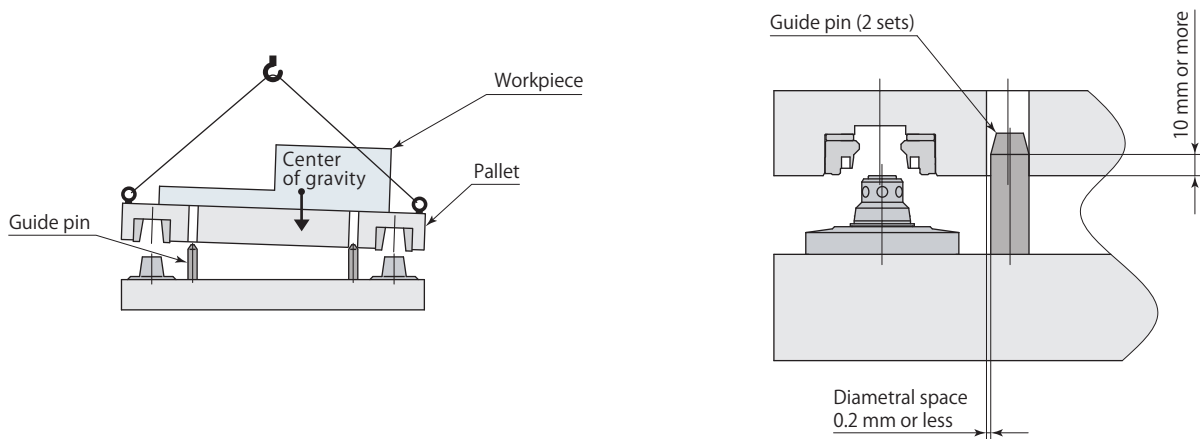 Workpiece
Center
of gravity
Pallet
Guide pin
Guide pin (2 sets)
10 mm or more
Diametral space
0.2 mm or less